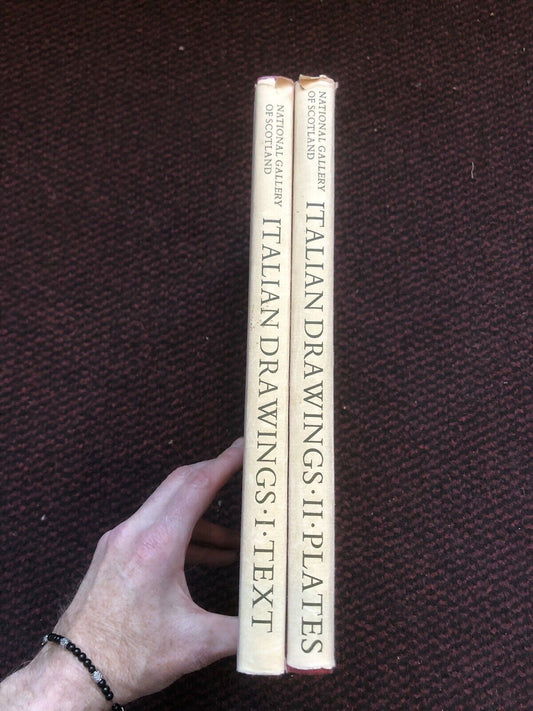 NATIONAL GALLERY
OF SCOTLAND
ITALIAN DRAWINGS · I · TEXT
NATIONAL GALLERY
OF SCOTLAND
ITALIAN DRAWINGS · II · PLATES